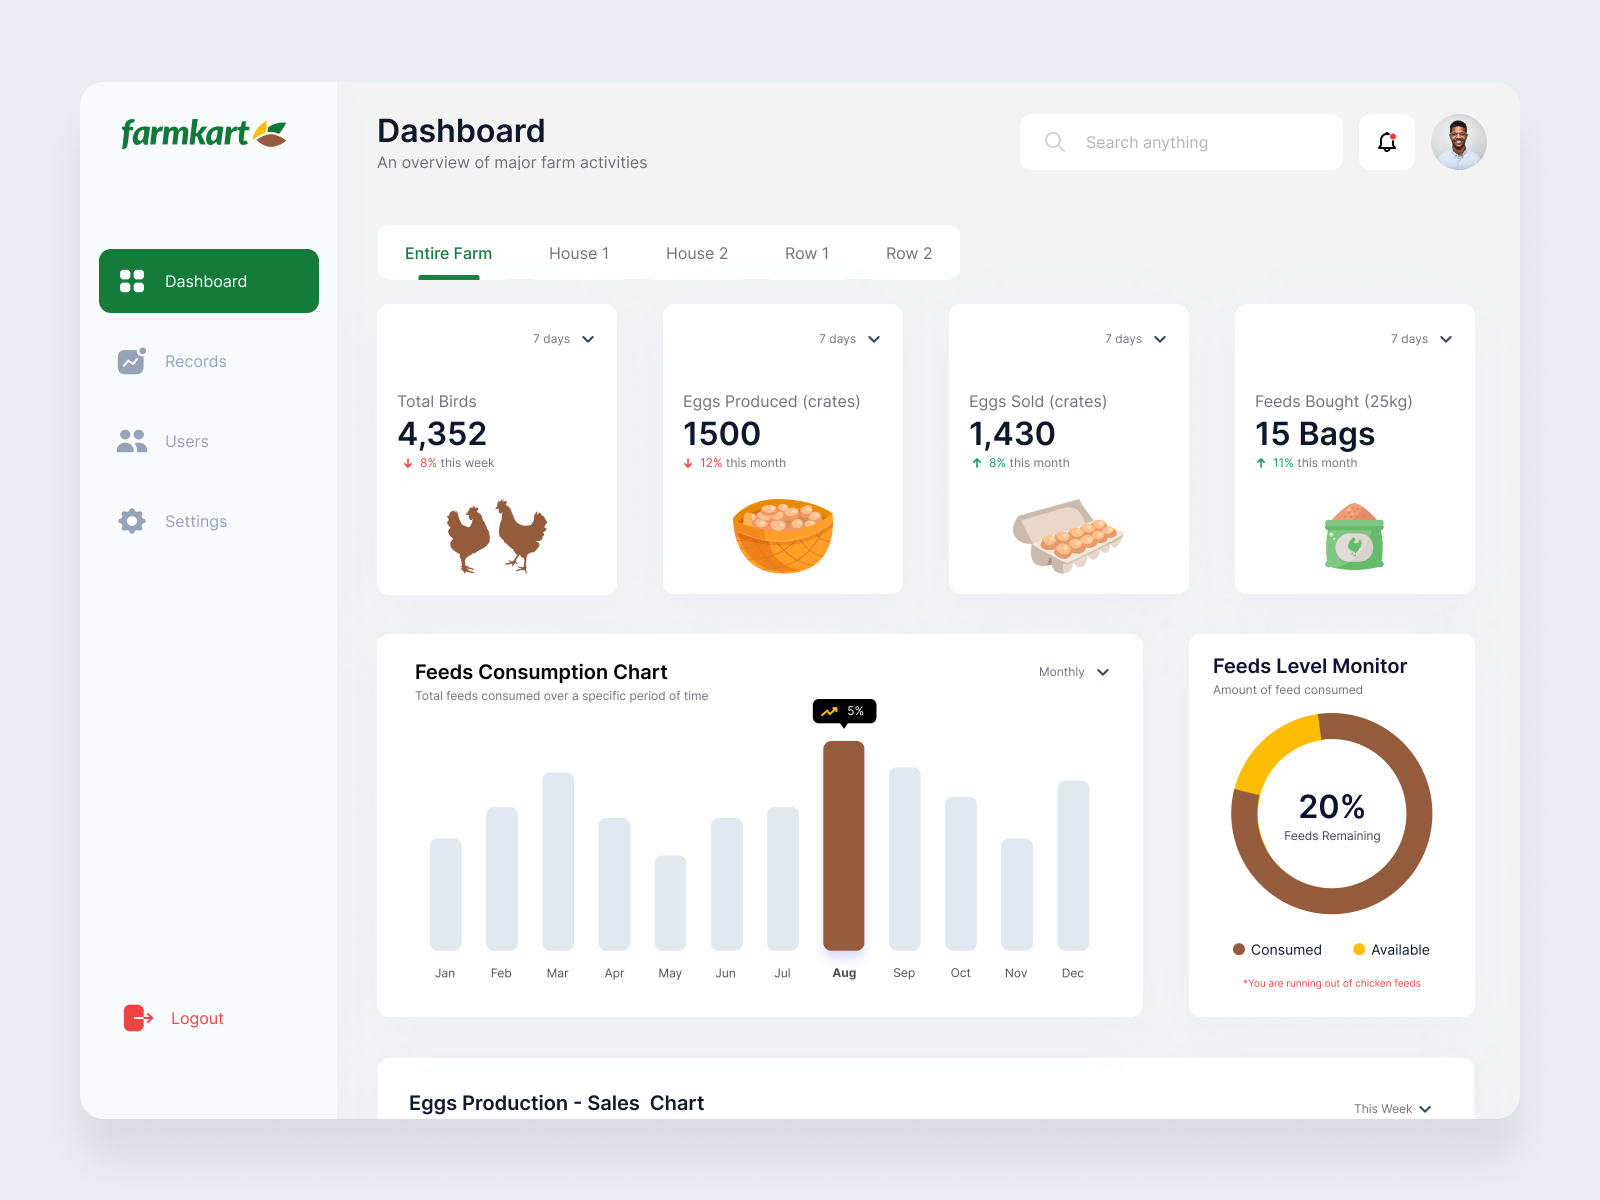 farmkart
Dashboard
Records
Users
Settings
Logout
Dashboard
An overview of major farm activities
Search anything
Entire Farm
House 1
House 2
Row 1
Row 2
7 days
Total Birds
4,352
8% this week
7 days
Eggs Produced (crates)
1500
12% this month
7 days
Eggs Sold (crates)
1,430
8% this month
7 days
Feeds Bought (25kg)
15 Bags
11% this month
Feeds Consumption Chart
Total feeds consumed over a specific period of time
Monthly
5%
Jan
Feb
Mar
Apr
May
Jun
Jul
Aug
Sep
Oct
Nov
Dec
Feeds Level Monitor
Amount of feed consumed
20%
Feeds Remaining
Consumed
Available
*You are running out of chicken feeds
Eggs Production - Sales  Chart
This Week